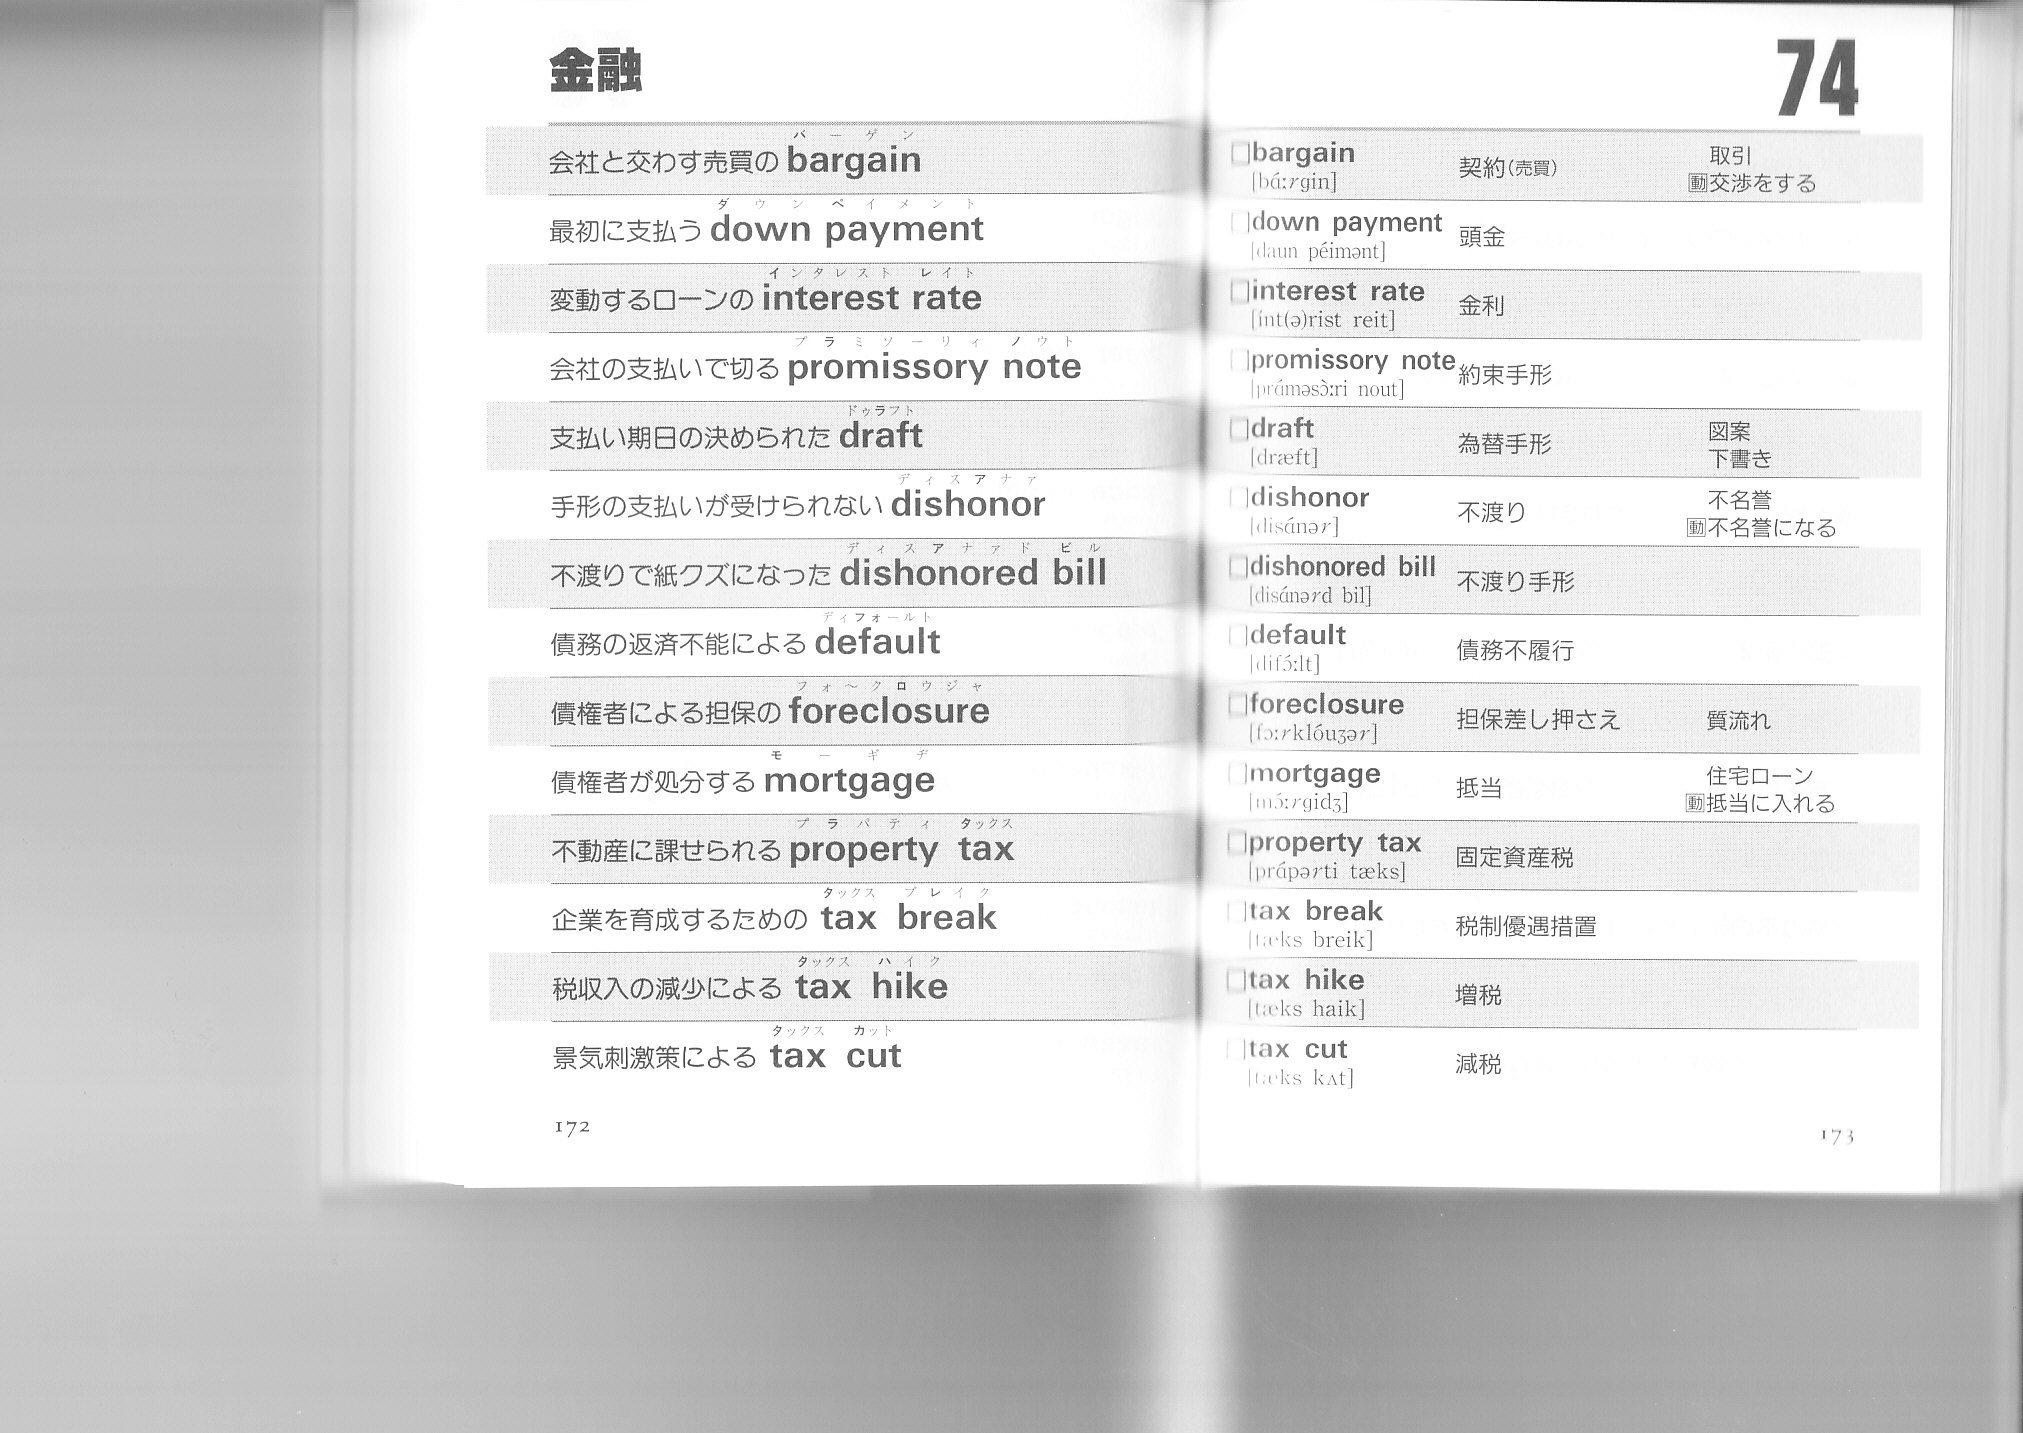 金融
バーゲン
会社と交わす売買の bargain
ダウンペイメント
最初に支払う down payment
インタレスト レイト
変動するローンの interest rate
プラミソーリィ ノウト
会社の支払いで切る promissory note
ドゥラフト
支払い期日の決められた draft
ディスアナァ
手形の支払いが受けられない dishonor
ディスアナァド ビル
不渡りで紙クズになった dishonored bill
ディフォールト
債務の返済不能による default
フォ〜クロウジャ
債権者による担保の foreclosure
モーギヂ
債権者が処分する mortgage
プラパティ タックス
不動産に課せられる property tax
タックス ブレイク
企業を育成するための tax break
タックス ハイク
税収入の減少による tax hike
タックス カット
景気刺激策による tax cut
172
74
□bargain 契約(売買) 取引
[bɑ́ːrgin] 動交渉をする
□down payment 頭金
[daun péimənt]
□interest rate 金利
[ínt(ə)rist reit]
□promissory note 約束手形
[prɑ́məsɔ̀ːri nout]
□draft 為替手形 図案
[dræft] 下書き
□dishonor 不渡り 不名誉
[disɑ́nər] 動不名誉になる
□dishonored bill 不渡り手形
[disɑ́nərd bil]
□default 債務不履行
[difɔ́ːlt]
□foreclosure 担保差し押さえ 質流れ
[fɔːrklóuʒər]
□mortgage 抵当 住宅ローン
[mɔ́ːrgidʒ] 動抵当に入れる
□property tax 固定資産税
[prɑ́pərti tæks]
□tax break 税制優遇措置
[tæks breik]
□tax hike 増税
[tæks haik]
□tax cut 減税
[tæks kʌt]
173